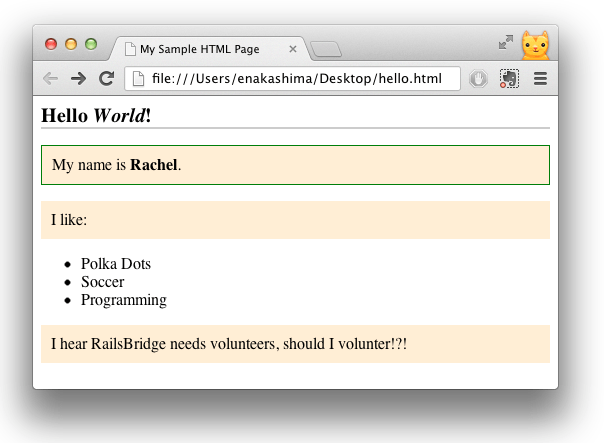 My Sample HTML Page
file:///Users/enakashima/Desktop/hello.html
Hello World!
My name is Rachel.
I like:
Polka Dots
Soccer
Programming
I hear RailsBridge needs volunteers, should I volunter!?!